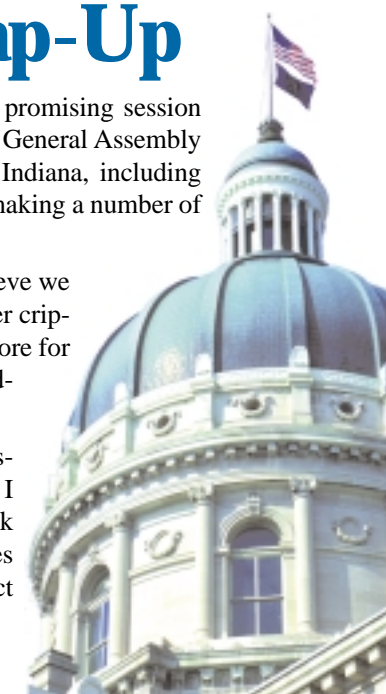 ap-Up
promising session
General Assembly
Indiana, including
making a number of
eve we
er crip-
ore for
d-
s-
I
k
es
ct